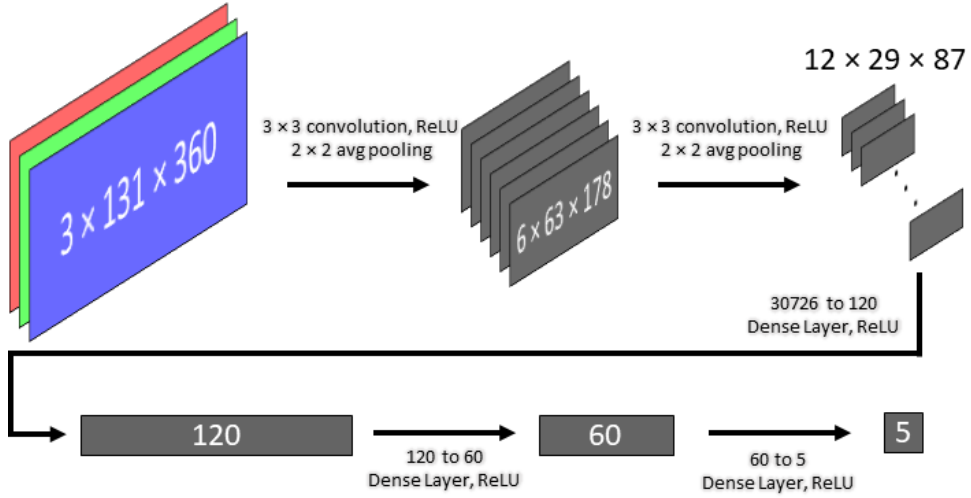 12 × 29 × 87
3 × 3 convolution, ReLU
2 × 2 avg pooling
3 × 3 convolution, ReLU
2 × 2 avg pooling
3 × 131 × 360
6 × 63 × 178
30726 to 120
Dense Layer, ReLU
120
60
5
120 to 60
Dense Layer, ReLU
60 to 5
Dense Layer, ReLU